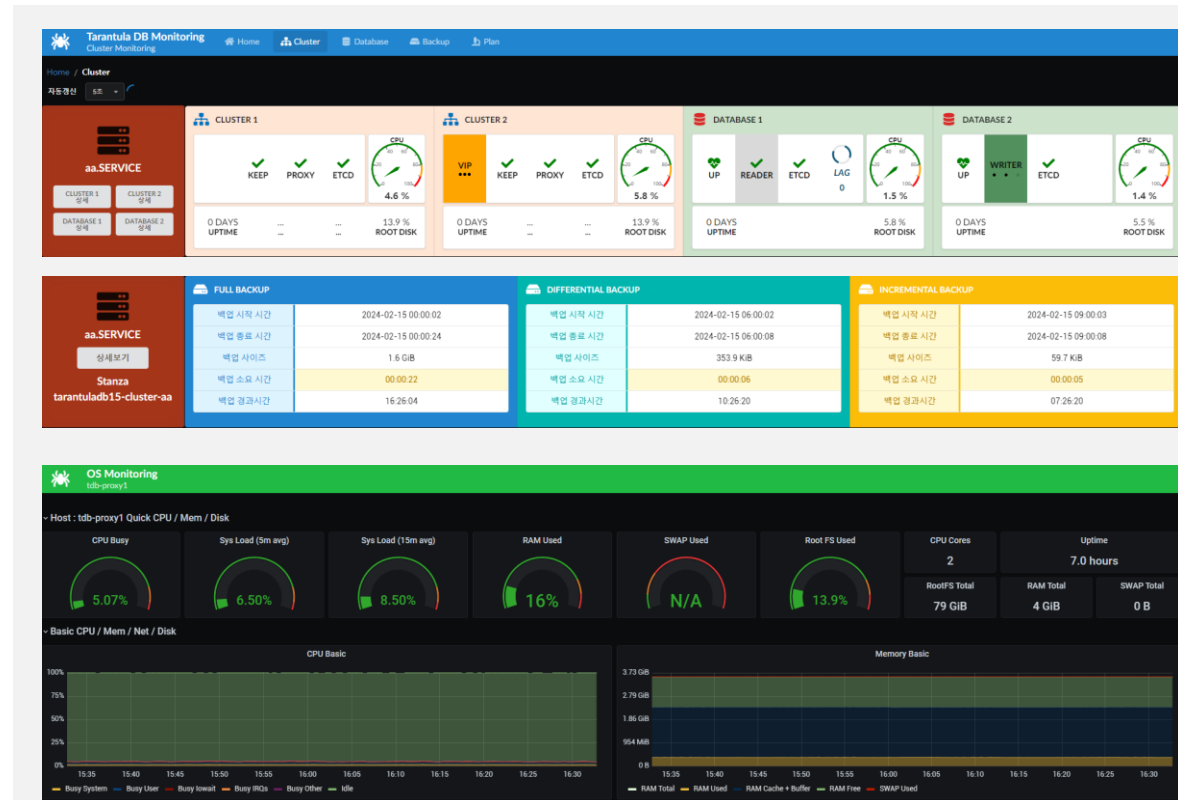 Tarantula DB Monitoring
Cluster Monitoring
Home
Cluster
Database
Backup
Plan
Home / Cluster
자동갱신 5초
aa.SERVICE
CLUSTER 1 상세
CLUSTER 2 상세
DATABASE 1 상세
DATABASE 2 상세
CLUSTER 1
KEEP PROXY ETCD
CPU
4.6 %
0 DAYS ... ... 13.9 %
UPTIME ... ... ROOT DISK
CLUSTER 2
VIP KEEP PROXY ETCD
CPU
5.8 %
0 DAYS ... ... 13.9 %
UPTIME ... ... ROOT DISK
DATABASE 1
UP READER ETCD LAG 0
CPU
1.5 %
0 DAYS 5.8 %
UPTIME ROOT DISK
DATABASE 2
UP WRITER ETCD
CPU
1.4 %
0 DAYS 5.5 %
UPTIME ROOT DISK
aa.SERVICE
상세보기
Stanza
tarantuladb15-cluster-aa
FULL BACKUP
백업 시작 시간 2024-02-15 00:00:02
백업 종료 시간 2024-02-15 00:00:24
백업 사이즈 1.6 GiB
백업 소요 시간 00:00:22
백업 경과시간 16:26:04
DIFFERENTIAL BACKUP
백업 시작 시간 2024-02-15 06:00:02
백업 종료 시간 2024-02-15 06:00:08
백업 사이즈 353.9 KiB
백업 소요 시간 00:00:06
백업 경과시간 10:26:20
INCREMENTAL BACKUP
백업 시작 시간 2024-02-15 09:00:03
백업 종료 시간 2024-02-15 09:00:08
백업 사이즈 59.7 KiB
백업 소요 시간 00:00:05
백업 경과시간 07:26:20
OS Monitoring
tdb-proxy1
Host : tdb-proxy1 Quick CPU / Mem / Disk
CPU Busy
5.07%
Sys Load (5m avg)
6.50%
Sys Load (15m avg)
8.50%
RAM Used
16%
SWAP Used
N/A
Root FS Used
13.9%
CPU Cores
2
Uptime
7.0 hours
RootFS Total
79 GiB
RAM Total
4 GiB
SWAP Total
0 B
Basic CPU / Mem / Net / Disk
CPU Basic
100%
75%
50%
25%
0%
15:35 15:40 15:45 15:50 15:55 16:00 16:05 16:10 16:15 16:20 16:25 16:30
Busy System Busy User Busy Iowait Busy IRQs Busy Other Idle
Memory Basic
3.73 GiB
2.79 GiB
1.86 GiB
954 MiB
0 B
15:35 15:40 15:45 15:50 15:55 16:00 16:05 16:10 16:15 16:20 16:25 16:30
RAM Total RAM Used RAM Cache + Buffer RAM Free SWAP Used